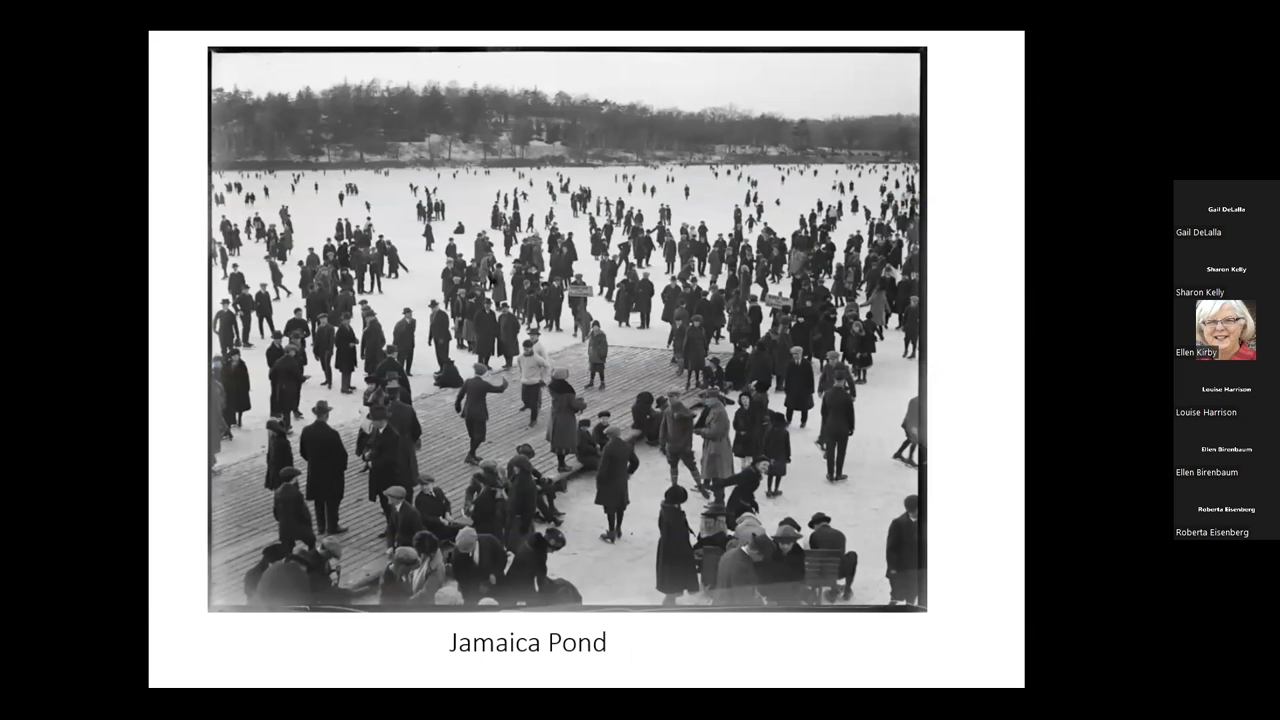 Jamaica Pond
Gail DeLalla
Gail DeLalla
Sharon Kelly
Sharon Kelly
Ellen Kirby
Louise Harrison
Louise Harrison
Ellen Birenbaum
Ellen Birenbaum
Roberta Eisenberg
Roberta Eisenberg